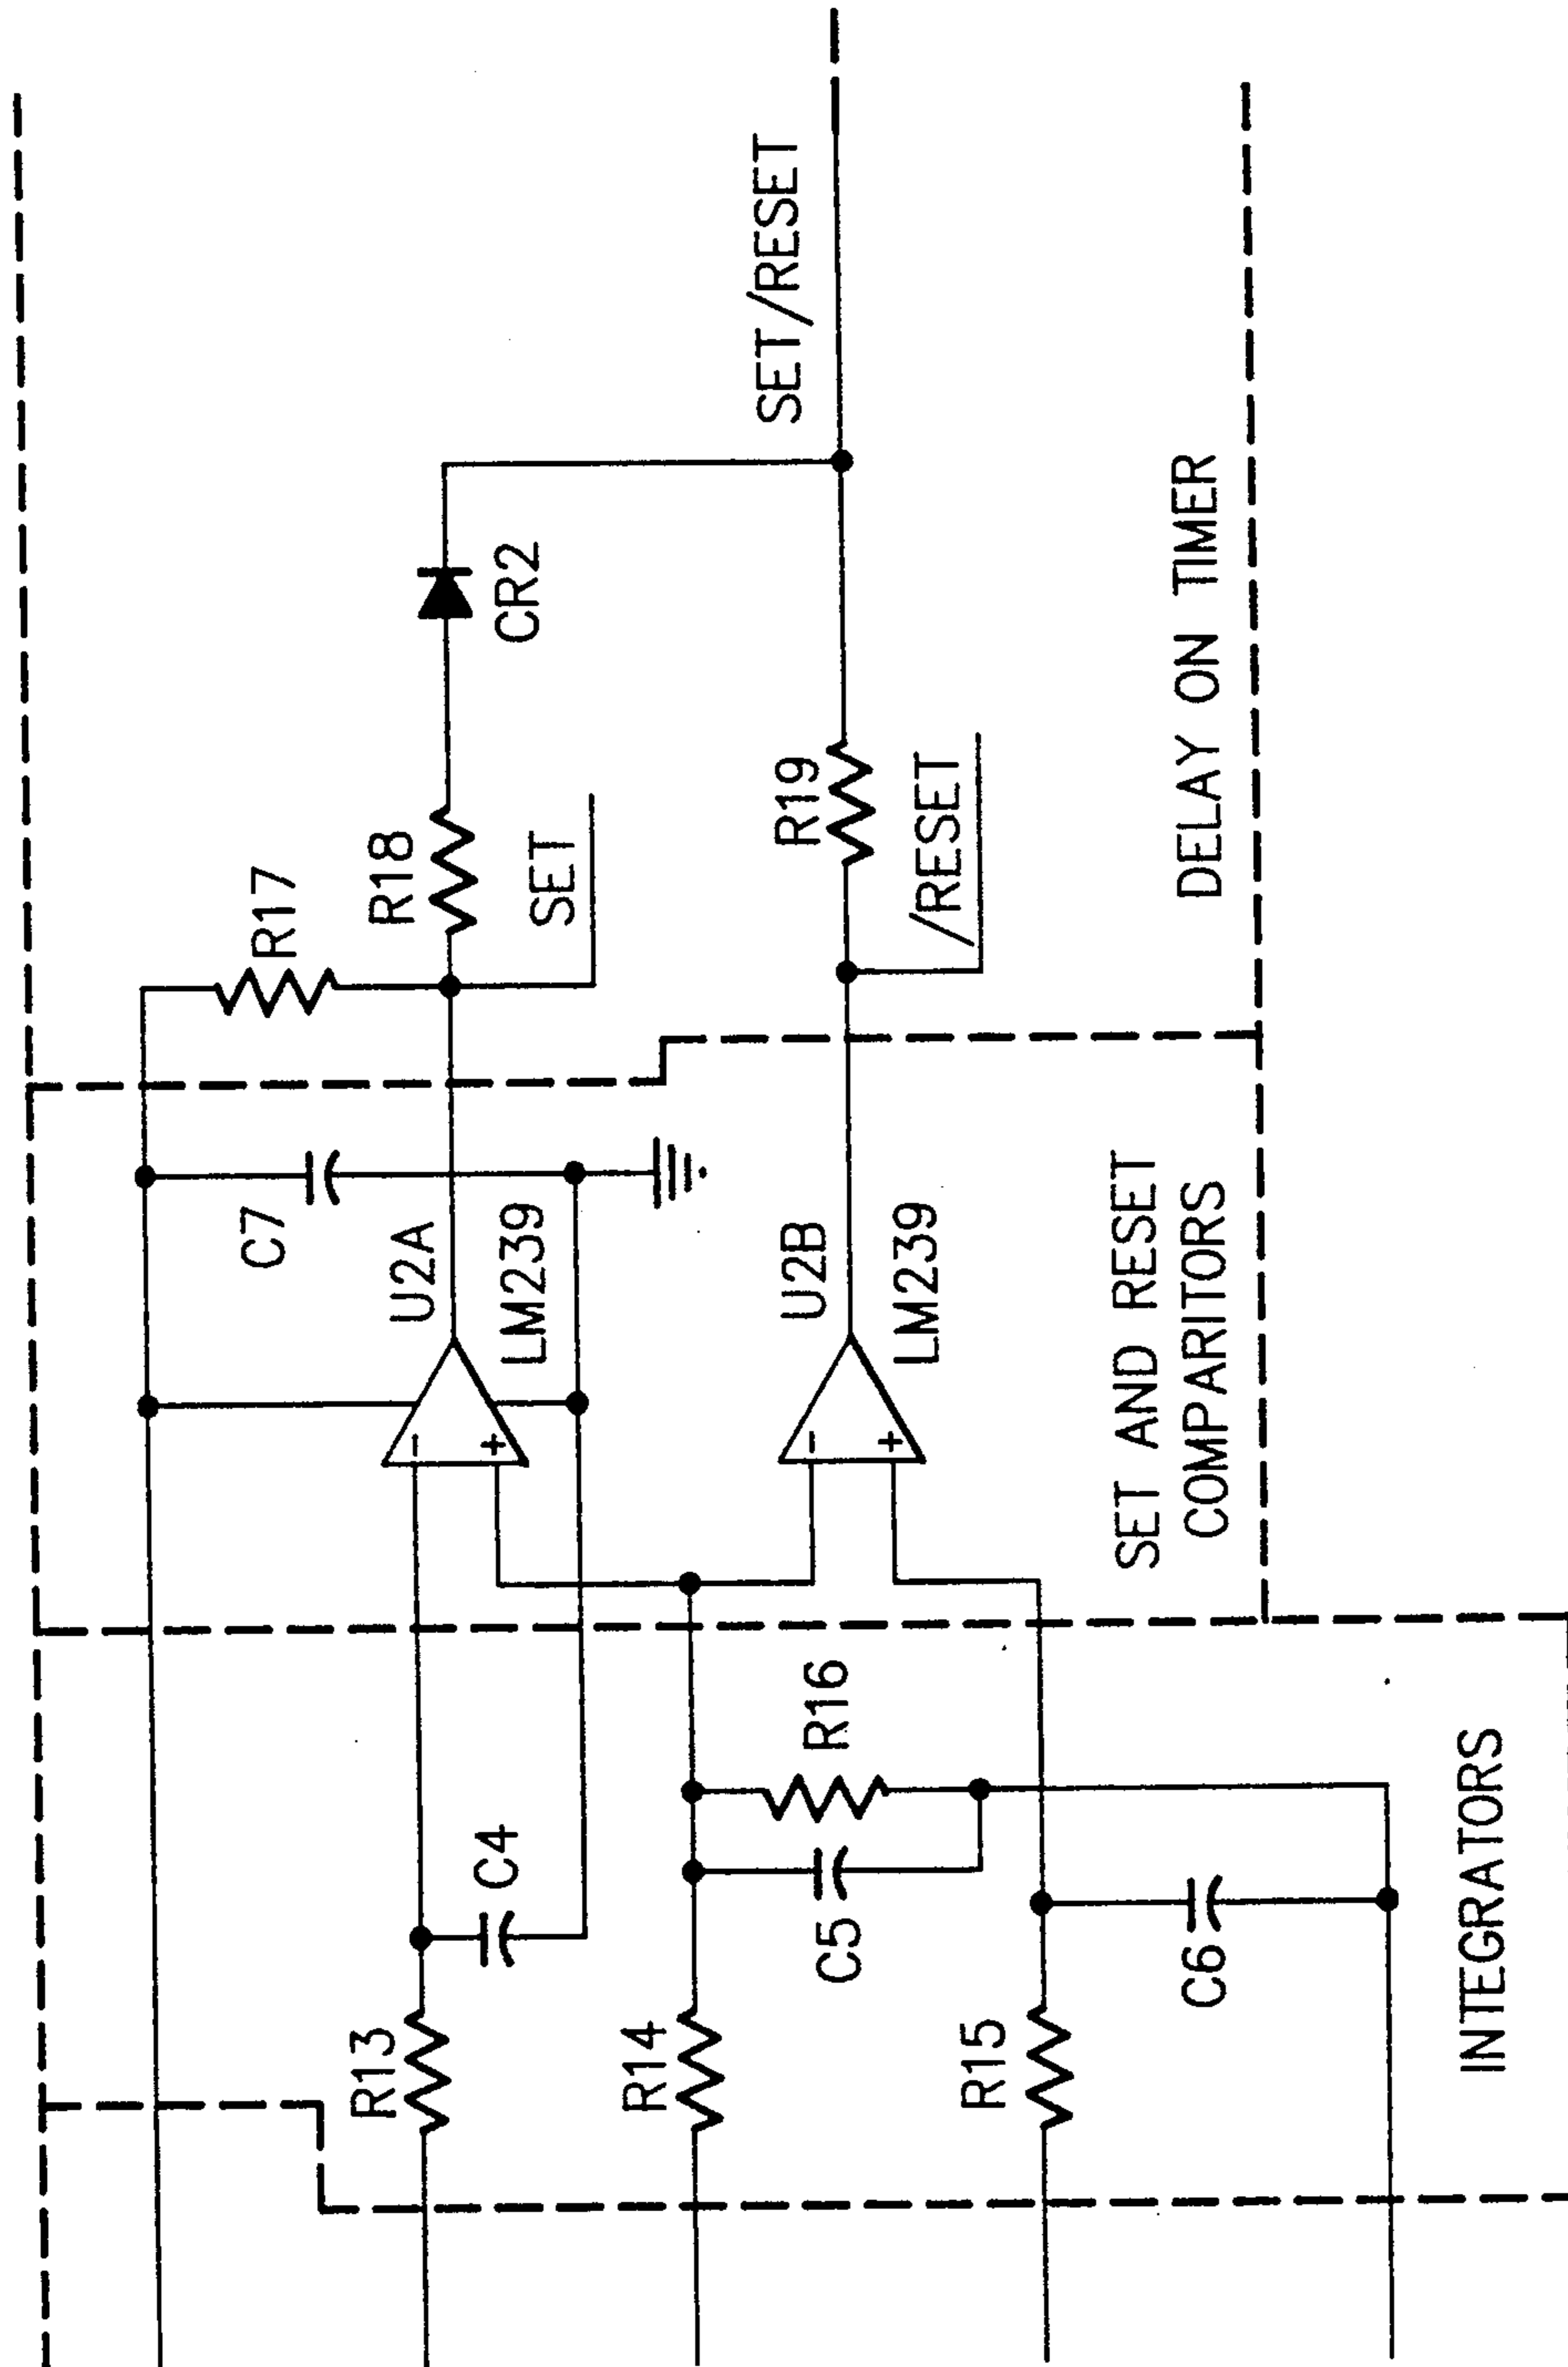 R17
C7
R18
CR2
U2A
LM239
SET
SET/RESET
R13
C4
R19
U2B
LM239
/RESET
R14
C5
R16
R15
C6
SET AND RESET
COMPARITORS
DELAY ON TIMER
INTEGRATORS
-
+
-
+